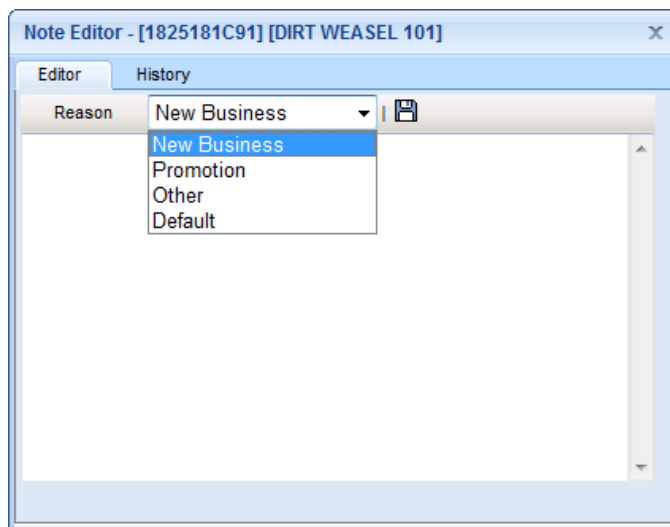 Note Editor - [1825181C91] [DIRT WEASEL 101]
Editor History
Reason New Business
New Business
Promotion
Other
Default